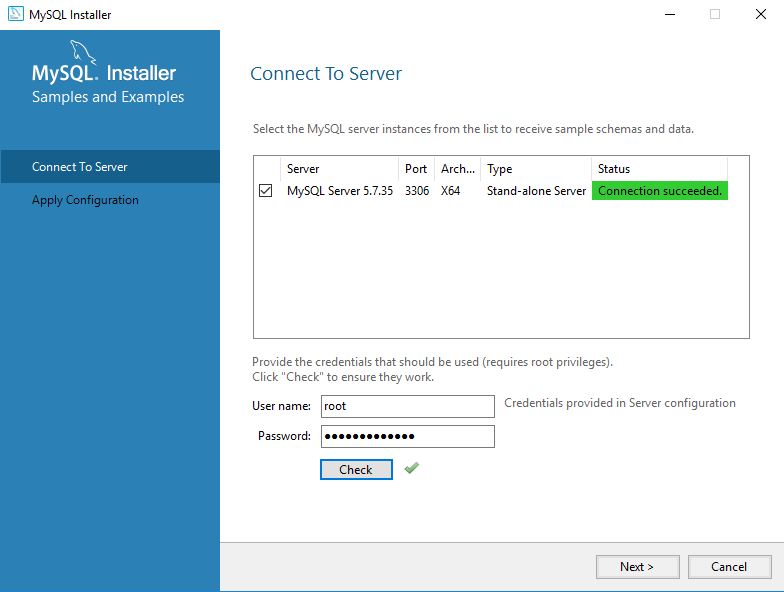 MySQL Installer
MySQL. Installer
Samples and Examples
Connect To Server
Apply Configuration
Connect To Server
Select the MySQL server instances from the list to receive sample schemas and data.
Server Port Arch... Type Status
MySQL Server 5.7.35 3306 X64 Stand-alone Server Connection succeeded.
Provide the credentials that should be used (requires root privileges).
Click "Check" to ensure they work.
User name: root Credentials provided in Server configuration
Password: ●●●●●●●●●●●●●
Check
Next > Cancel